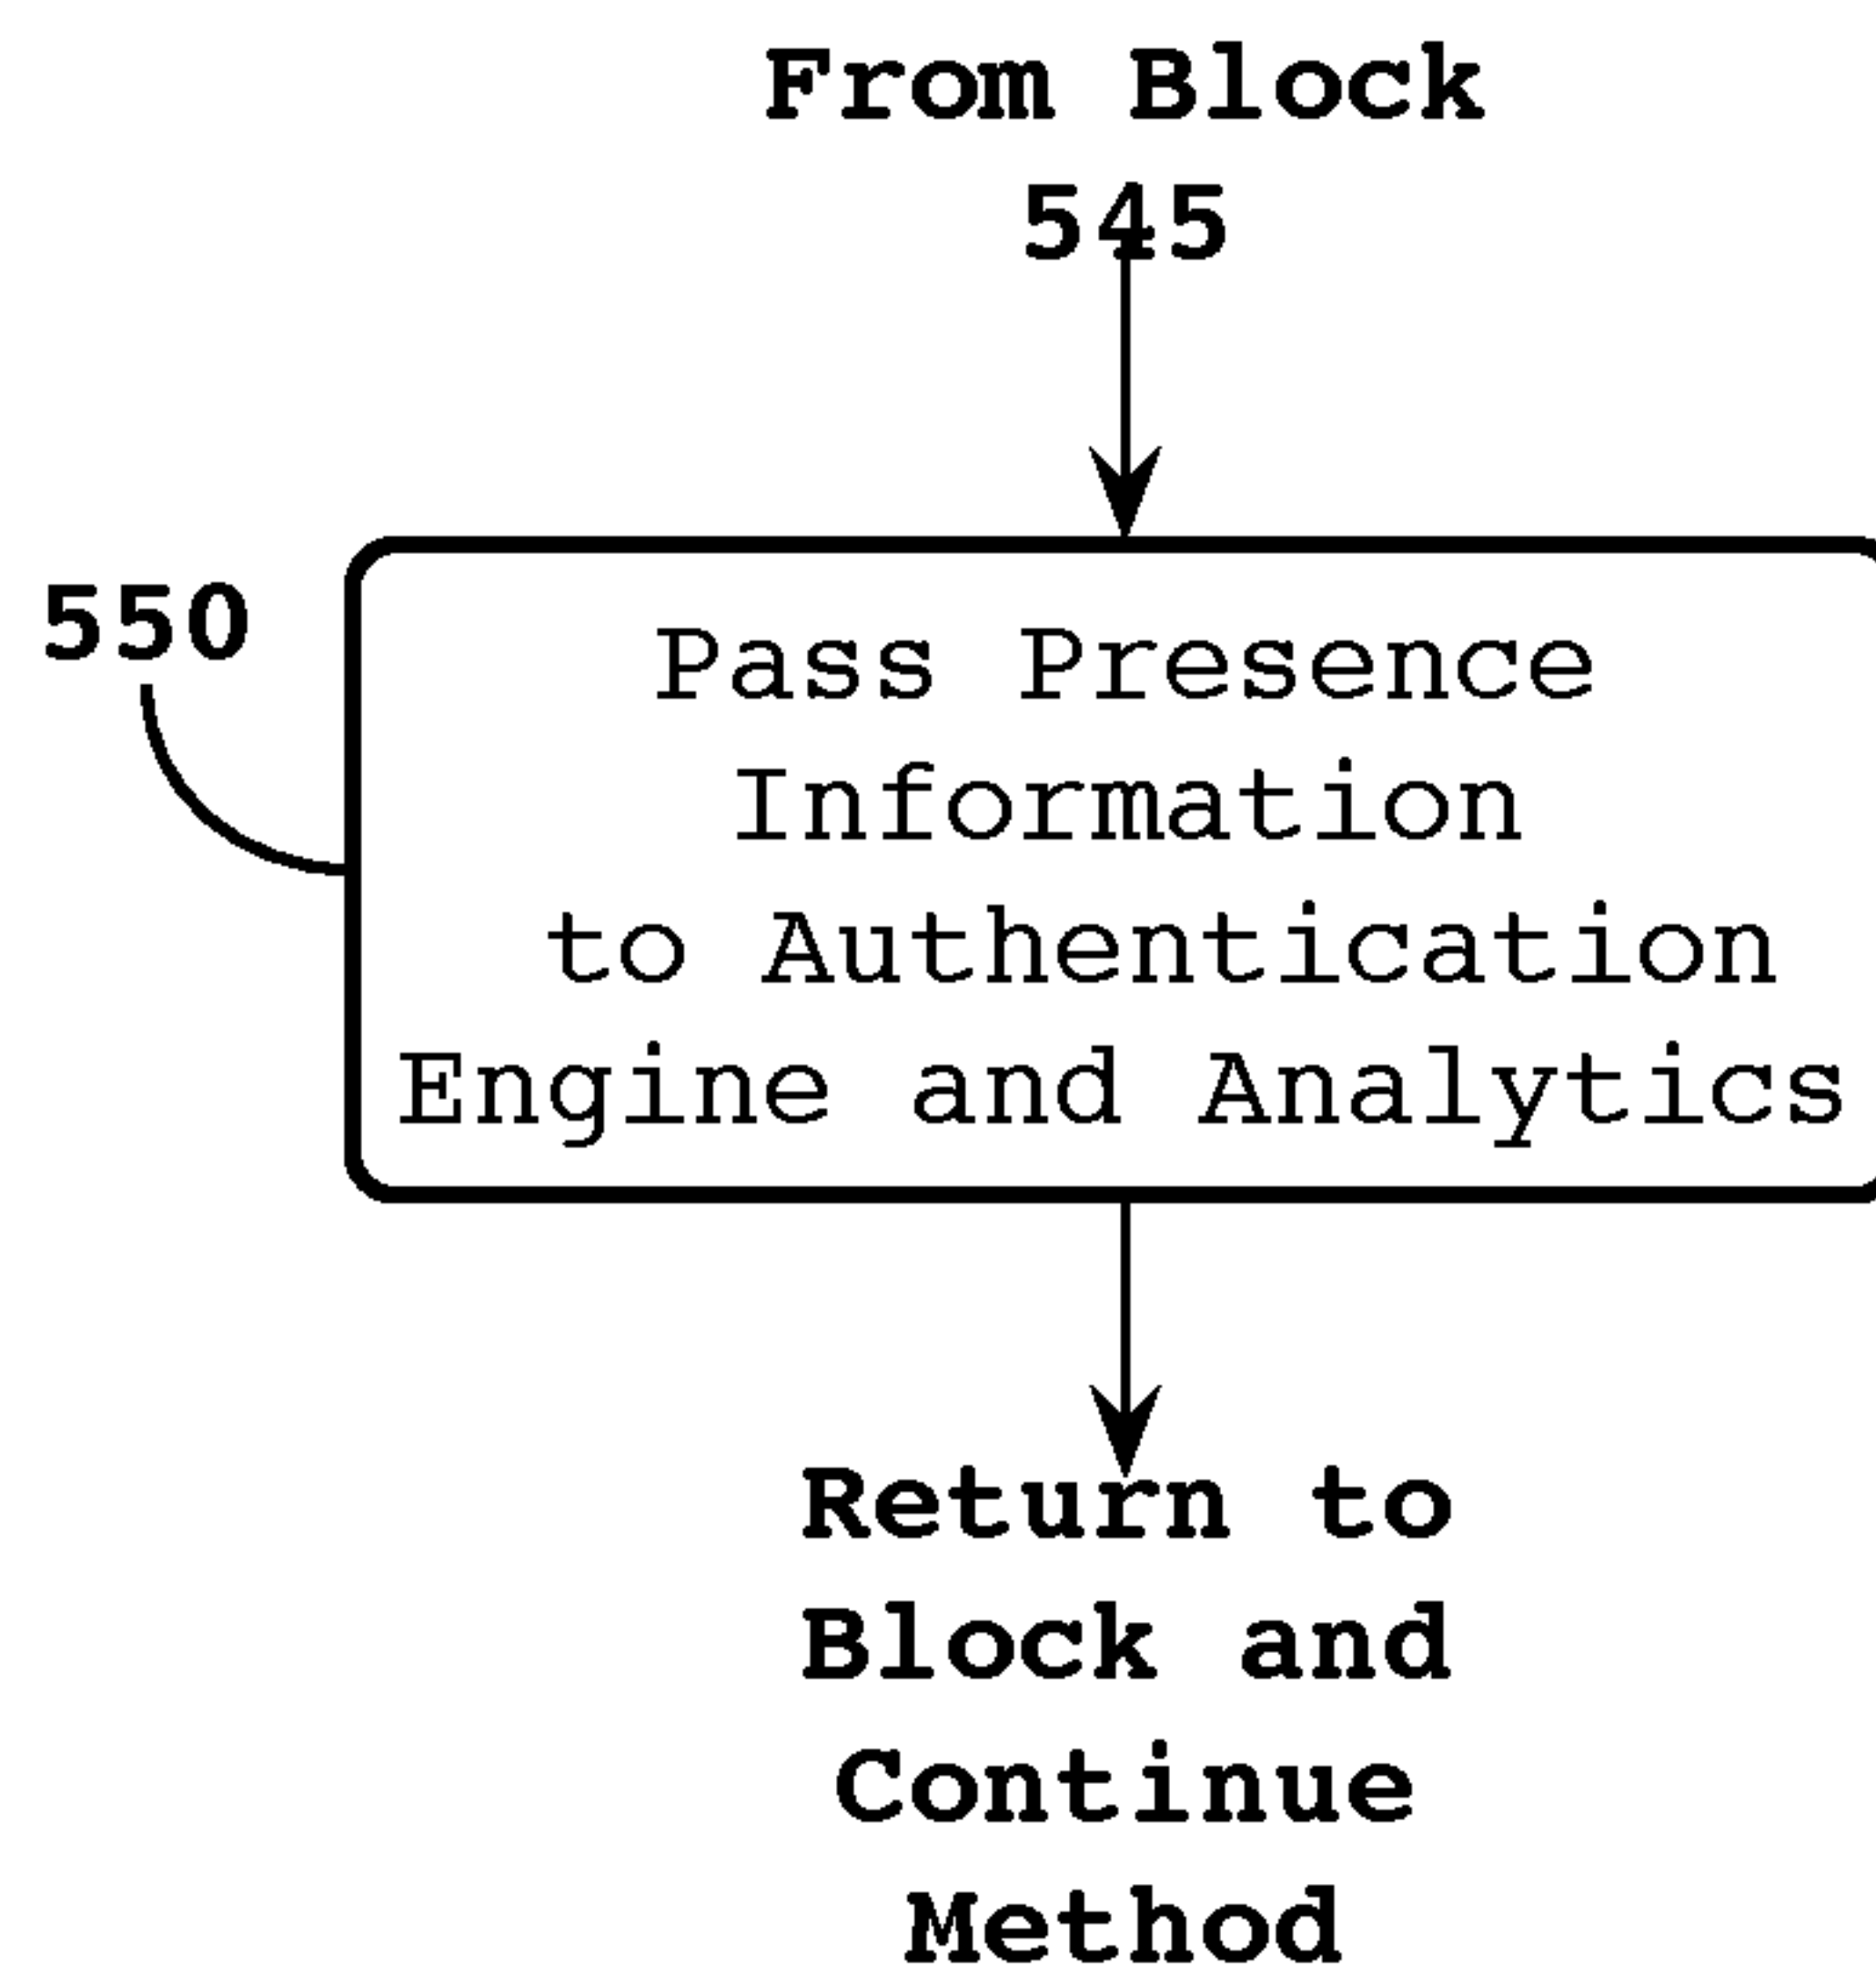 From Block
545
550
Pass Presence
Information
to Authentication
Engine and Analytics
Return to
Block and
Continue
Method